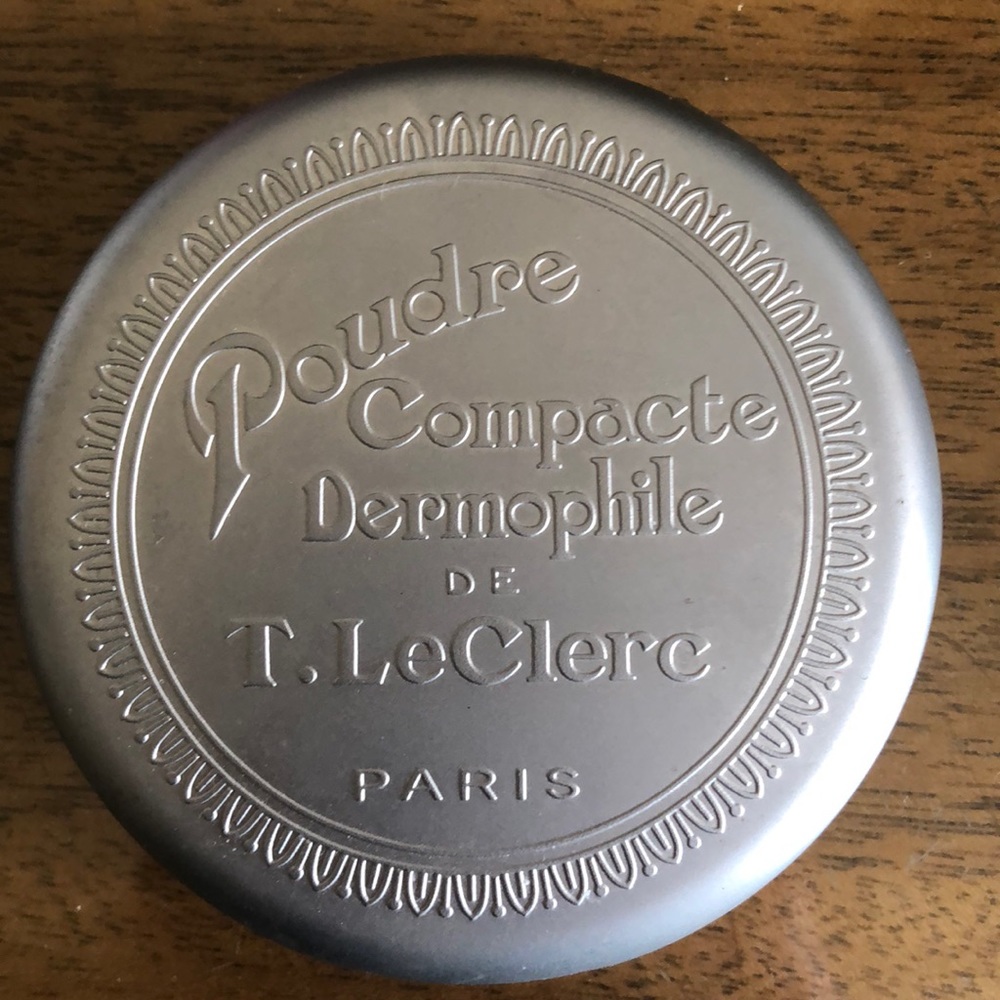 Poudre
Compacte
Dermophile
DE
T. LeClerc
PARIS